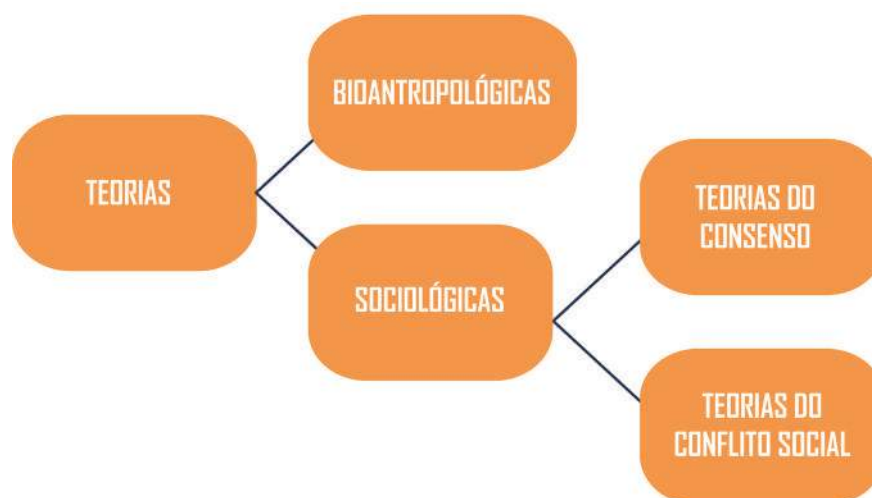 TEORIAS
BIOANTROPOLÓGICAS
SOCIOLÓGICAS
TEORIAS DO
CONSENSO
TEORIAS DO
CONFLITO SOCIAL